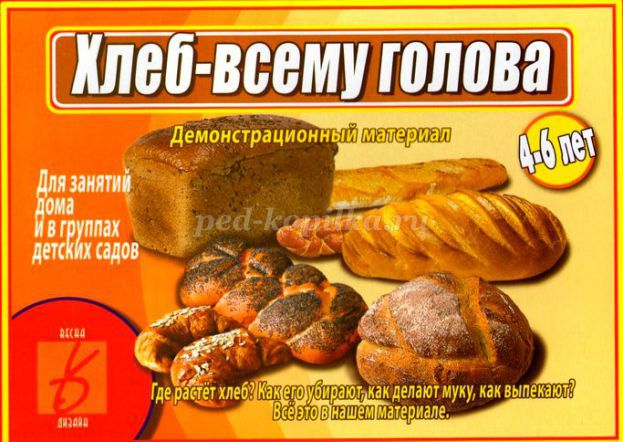 Хлеб-всему голова
Демонстрационный материал
4-6 лет
Для занятий
дома
и в группах
детских садов
ped-kopilka.ru
ВЕСНА
ДИЗАЙН
Где растёт хлеб? Как его убирают, как делают муку, как выпекают?
Всё это в нашем материале.